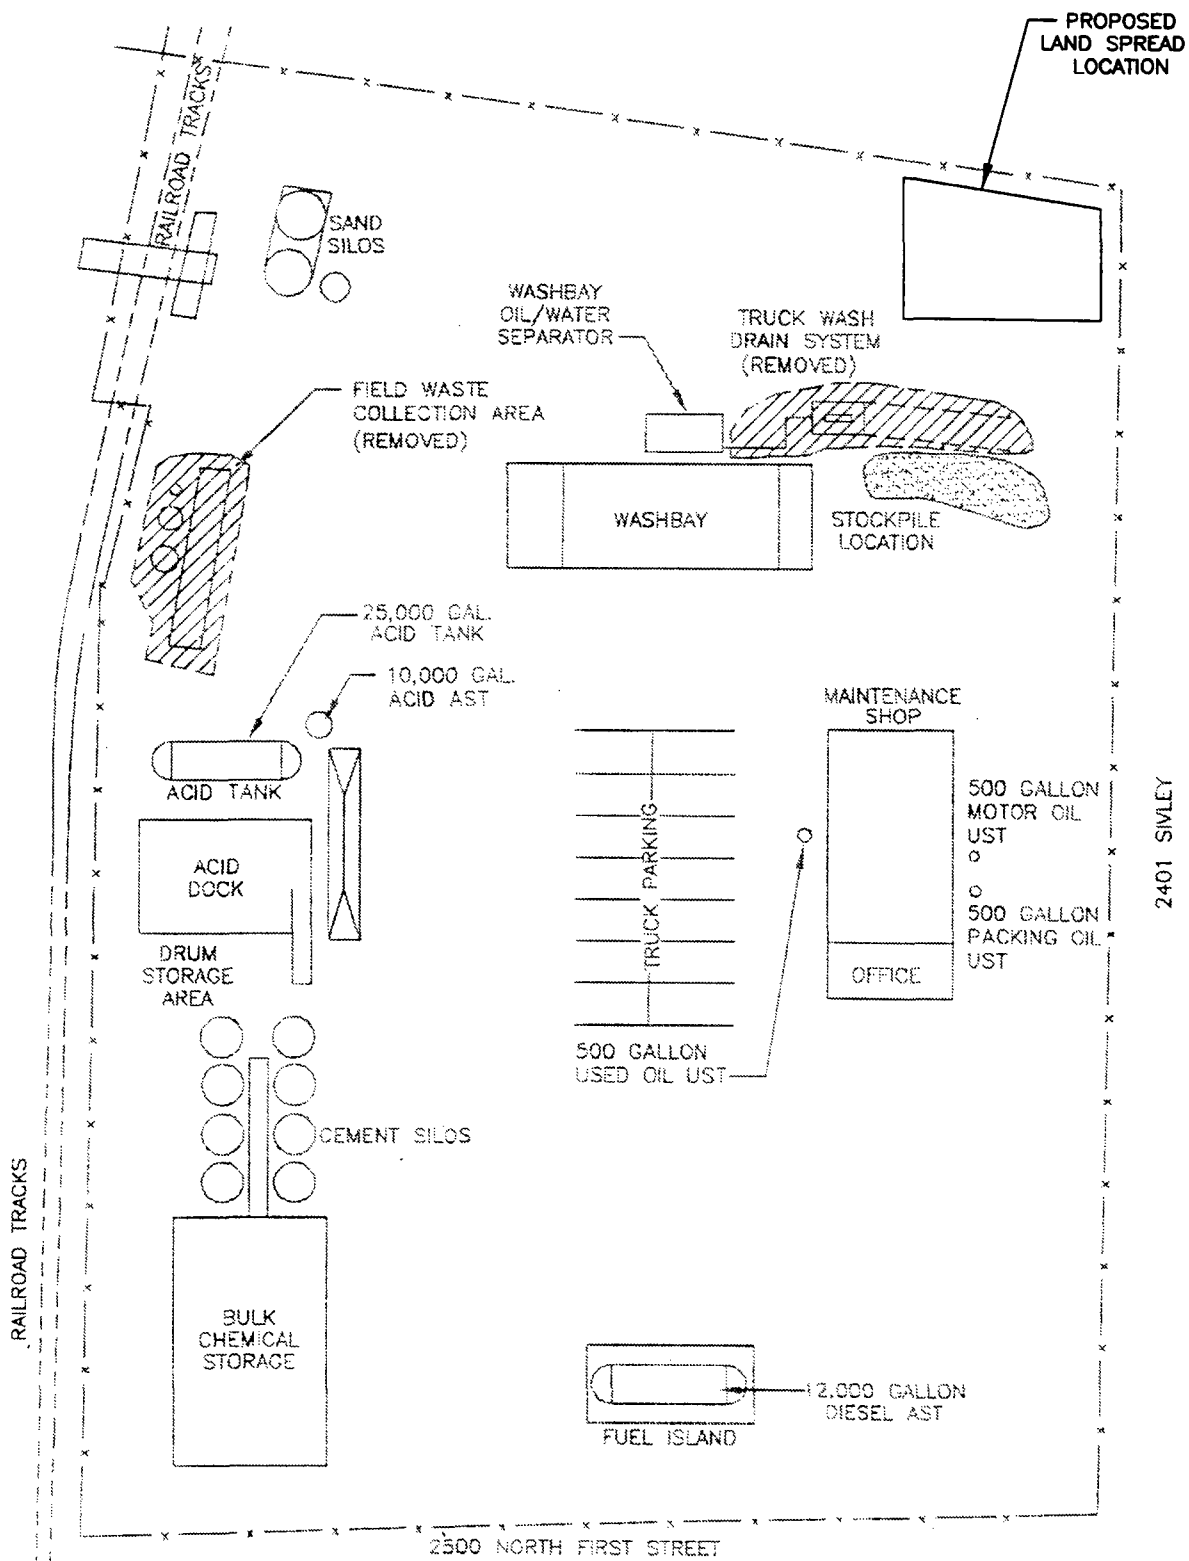 PROPOSED
LAND SPREAD
LOCATION
RAILROAD TRACKS
SAND
SILOS
WASHBAY
OIL/WATER
SEPARATOR
TRUCK WASH
DRAIN SYSTEM
(REMOVED)
FIELD WASTE
COLLECTION AREA
(REMOVED)
WASHBAY
STOCKPILE
LOCATION
25,000 GAL.
ACID TANK
10,000 GAL.
ACID AST
ACID TANK
MAINTENANCE
SHOP
500 GALLON
MOTOR OIL
UST
500 GALLON
PACKING OIL
UST
2401 SIVLEY
ACID
DOCK
TRUCK PARKING
OFFICE
DRUM
STORAGE
AREA
500 GALLON
USED OIL UST
CEMENT SILOS
RAILROAD TRACKS
BULK
CHEMICAL
STORAGE
12,000 GALLON
DIESEL AST
FUEL ISLAND
2500 NORTH FIRST STREET